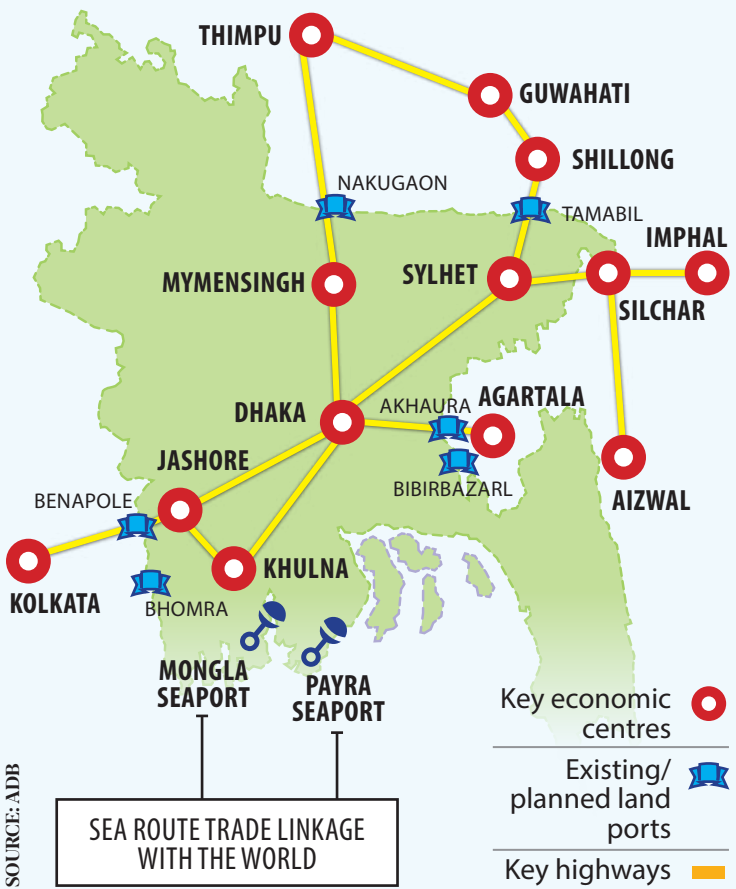 THIMPU
GUWAHATI
SHILLONG
NAKUGAON
TAMABIL
IMPHAL
MYMENSINGH
SYLHET
SILCHAR
DHAKA
AKHAURA
AGARTALA
JASHORE
BIBIRBAZARL
AIZWAL
BENAPOLE
KHULNA
KOLKATA
BHOMRA
MONGLA
SEAPORT
PAYRA
SEAPORT
Key economic
centres
Existing/
planned land
ports
Key highways
SEA ROUTE TRADE LINKAGE
WITH THE WORLD
SOURCE: ADB